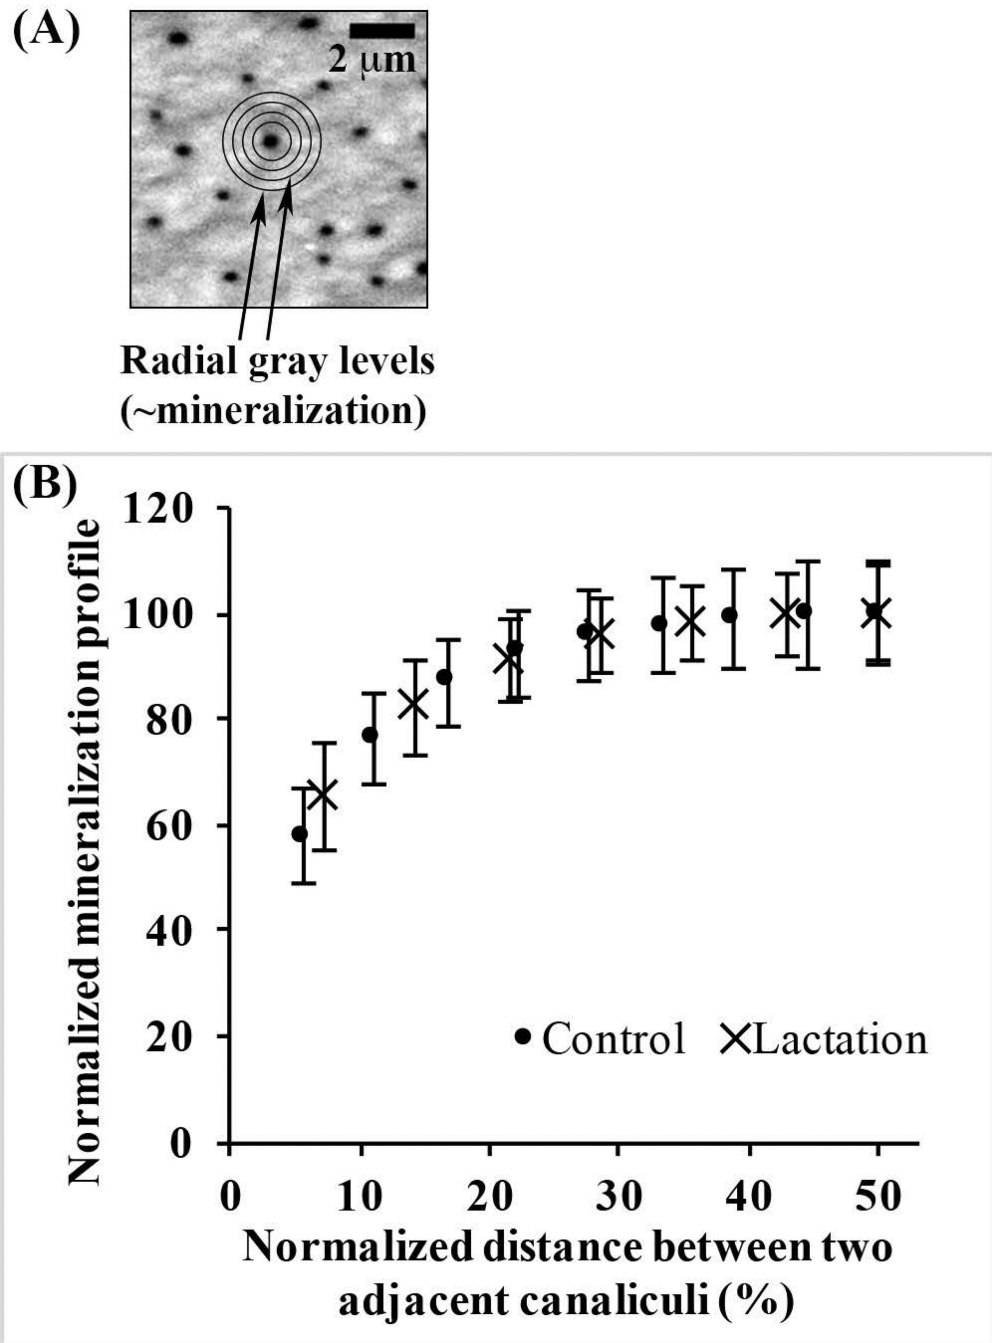 (A)
2 μm
Radial gray levels
(~mineralization)
(B)
Normalized mineralization profile
120
100
80
60
40
20
0
Control
Lactation
0 10 20 30 40 50
Normalized distance between two
adjacent canaliculi (%)